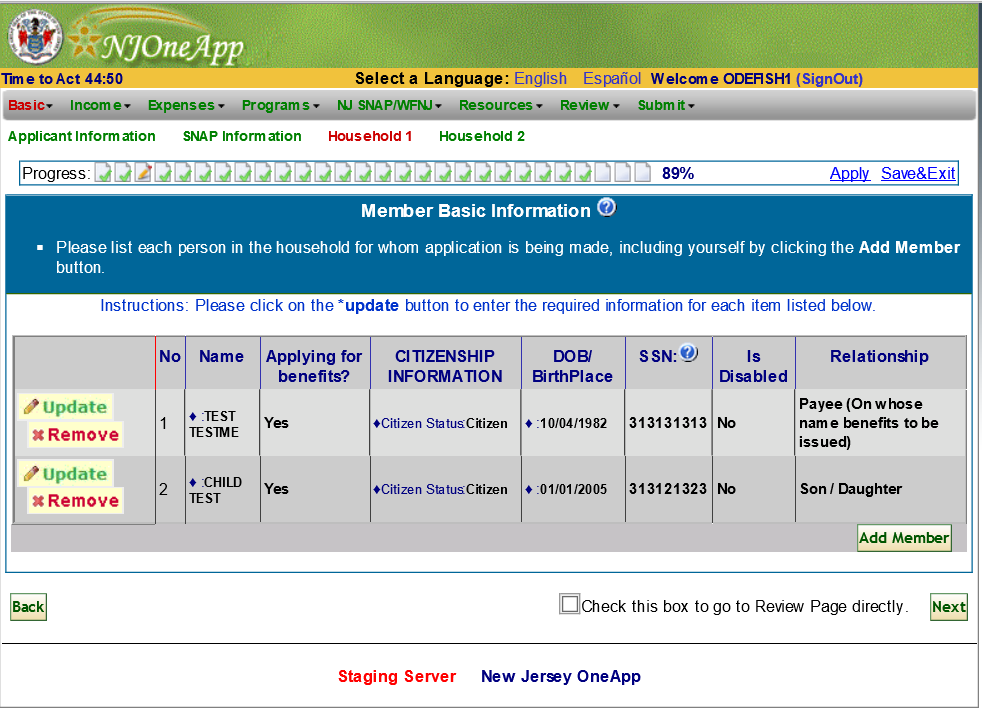 NJOneApp
Time to Act 44:50 Select a Language: English Español Welcome ODEFISH1 (SignOut)
Basic Income Expenses Programs NJ SNAP/WFNJ Resources Review Submit
Applicant Information SNAP Information Household 1 Household 2
Progress: 89% Apply Save&Exit
Member Basic Information ?
Please list each person in the household for whom application is being made, including yourself by clicking the Add Member
button.
Instructions: Please click on the *update button to enter the required information for each item listed below.
No Name Applying for benefits? CITIZENSHIP INFORMATION DOB/ BirthPlace SSN: ? Is Disabled Relationship
Update Remove 1 ♦ :TEST TESTME Yes ♦Citizen Status:Citizen ♦ :10/04/1982 313131313 No Payee (On whose name benefits to be issued)
Update Remove 2 ♦ :CHILD TEST Yes ♦Citizen Status:Citizen ♦ :01/01/2005 313121323 No Son / Daughter
Add Member
Back Check this box to go to Review Page directly. Next
Staging Server New Jersey OneApp